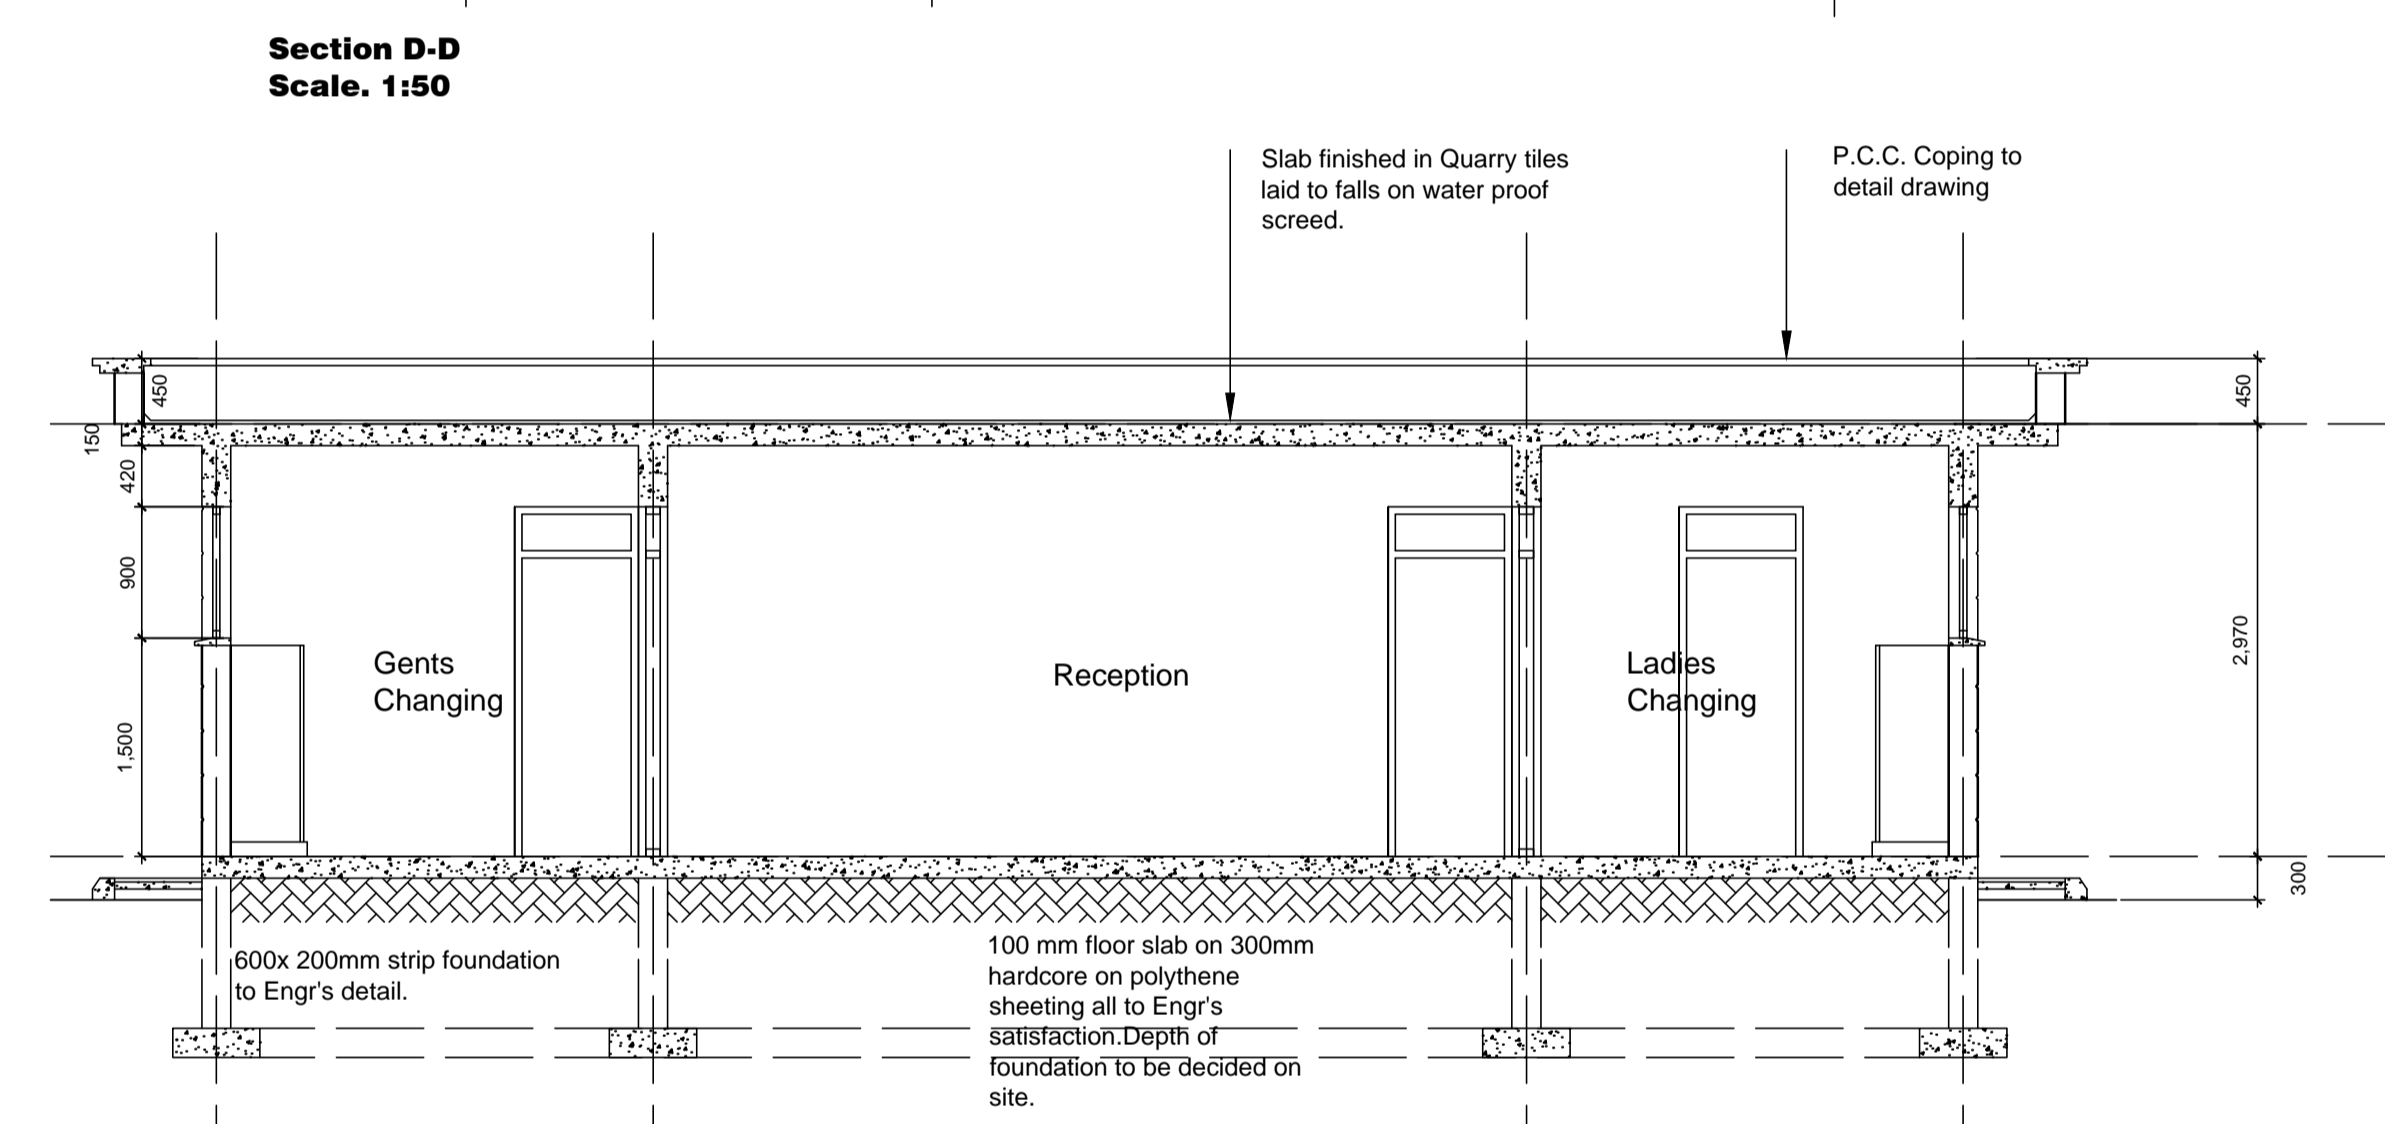 Section D-D
Scale. 1:50
Slab finished in Quarry tiles
laid to falls on water proof
screed.
P.C.C. Coping to
detail drawing
450
150
420
900
1,500
450
2,970
300
Gents
Changing
Reception
Ladies
Changing
600x 200mm strip foundation
to Engr's detail.
100 mm floor slab on 300mm
hardcore on polythene
sheeting all to Engr's
satisfaction.Depth of
foundation to be decided on
site.